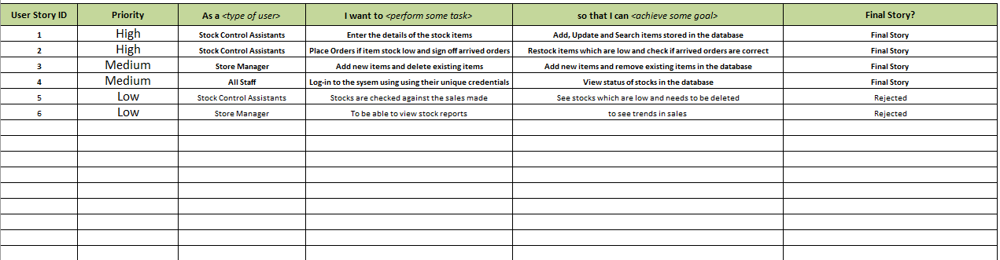 User Story ID Priority As a <type of user> I want to <perform some task> so that I can <achieve some goal> Final Story?
1 High Stock Control Assistants Enter the details of the stock items Add, Update and Search items stored in the database Final Story
2 High Stock Control Assistants Place Orders if item stock low and sign off arrived orders Restock items which are low and check if arrived orders are correct Final Story
3 Medium Store Manager Add new items and delete existing items Add new items and remove existing items in the database Final Story
4 Medium All Staff Log-in to the sysem using using their unique credentials View status of stocks in the database Final Story
5 Low Stock Control Assistants Stocks are checked against the sales made See stocks which are low and needs to be deleted Rejected
6 Low Store Manager To be able to view stock reports to see trends in sales Rejected